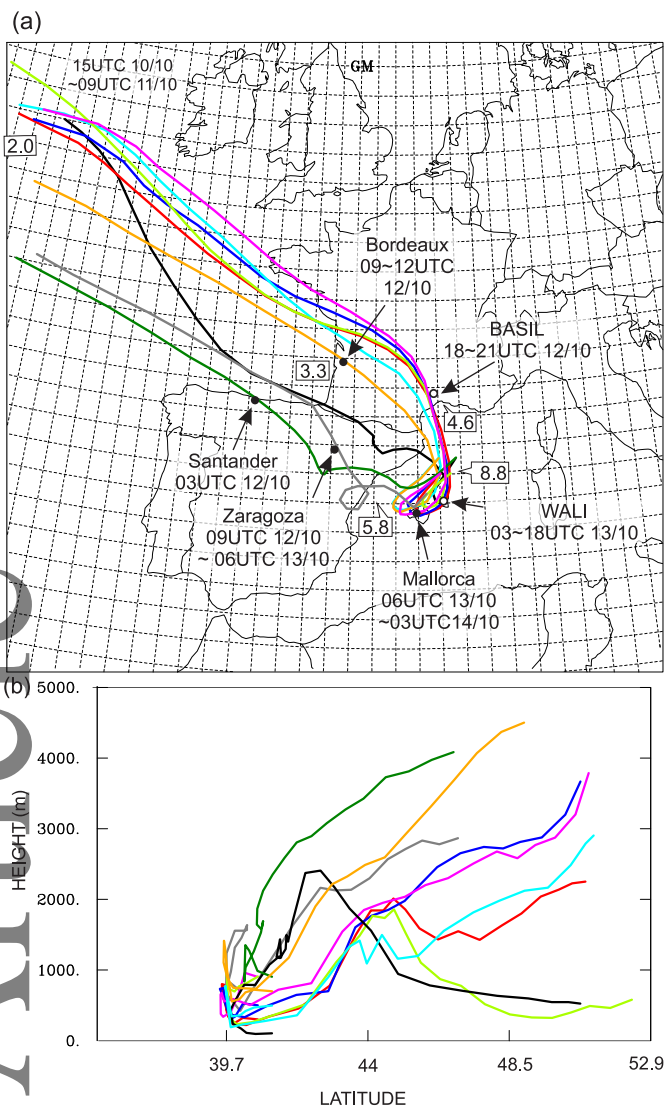 (a)
15UTC 10/10
~09UTC 11/10
GM
2.0
Bordeaux
09~12UTC
12/10
BASIL
18~21UTC 12/10
3.3
4.6
Santander
03UTC 12/10
8.8
Zaragoza
09UTC 12/10
~ 06UTC 13/10
5.8
WALI
03~18UTC 13/10
Mallorca
06UTC 13/10
~03UTC14/10
(b)
5000.
4000.
3000.
2000.
1000.
0.
HEIGHT (m)
39.7
44
48.5
52.9
LATITUDE